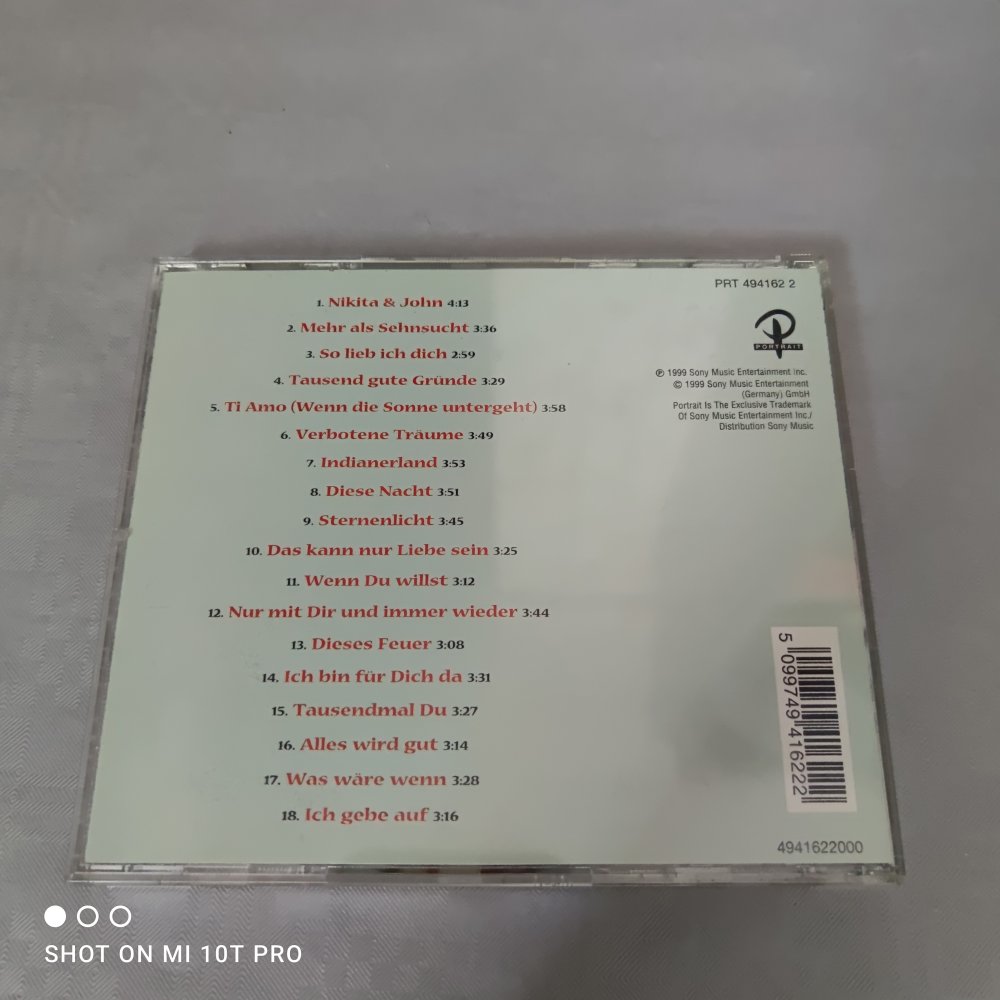 1. Nikita & John 4:13
2. Mehr als Sehnsucht 3:36
3. So lieb ich dich 2:59
4. Tausend gute Gründe 3:29
5. Ti Amo (Wenn die Sonne untergeht) 3:58
6. Verbotene Träume 3:49
7. Indianerland 3:53
8. Diese Nacht 3:51
9. Sternenlicht 3:45
10. Das kann nur Liebe sein 3:25
11. Wenn Du willst 3:12
12. Nur mit Dir und immer wieder 3:44
13. Dieses Feuer 3:08
14. Ich bin für Dich da 3:31
15. Tausendmal Du 3:27
16. Alles wird gut 3:14
17. Was wäre wenn 3:28
18. Ich gebe auf 3:16
PRT 494162 2
PORTRAIT
℗ 1999 Sony Music Entertainment Inc.
© 1999 Sony Music Entertainment
(Germany) GmbH
Portrait Is The Exclusive Trademark
Of Sony Music Entertainment Inc./
Distribution Sony Music
5 099749 416222
4941622000
SHOT ON MI 10T PRO